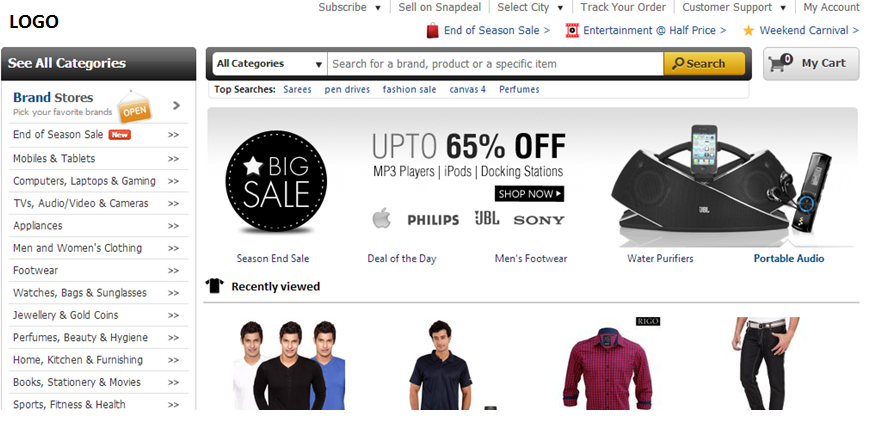 Subscribe ▼ | Sell on Snapdeal | Select City ▼ | Track Your Order | Customer Support ▼ | My Account
LOGO
End of Season Sale > Entertainment @ Half Price > Weekend Carnival >
See All Categories
All Categories ▼ Search for a brand, product or a specific item Search
0 My Cart
Top Searches: Sarees pen drives fashion sale canvas 4 Perfumes
Brand Stores
Pick your favorite brands
OPEN
>
End of Season Sale New >>
Mobiles & Tablets >>
Computers, Laptops & Gaming >>
TVs, Audio/Video & Cameras >>
Appliances >>
Men and Women's Clothing >>
Footwear >>
Watches, Bags & Sunglasses >>
Jewellery & Gold Coins >>
Perfumes, Beauty & Hygiene >>
Home, Kitchen & Furnishing >>
Books, Stationery & Movies >>
Sports, Fitness & Health >>
BIG
SALE
UPTO 65% OFF
MP3 Players | iPods | Docking Stations
SHOP NOW
PHILIPS JBL SONY
JBL
Season End Sale Deal of the Day Men's Footwear Water Purifiers Portable Audio
Recently viewed
RIGO